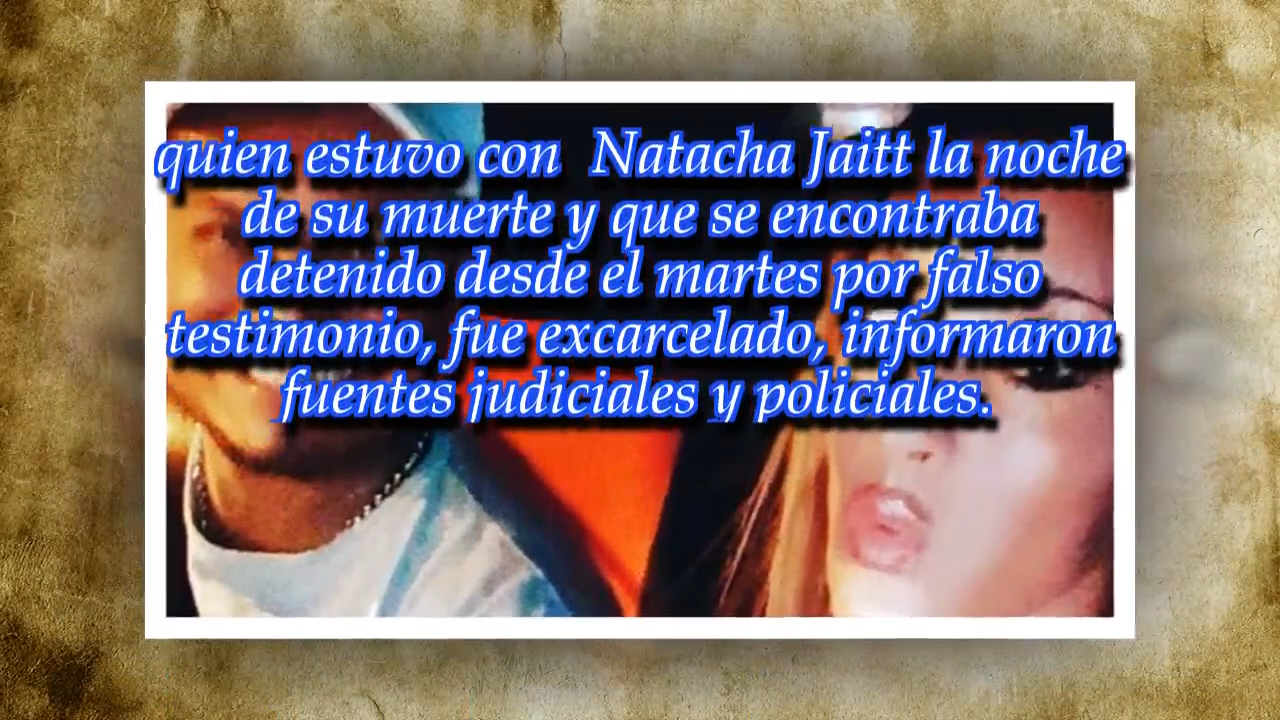 quien estuvo con  Natacha Jaitt la noche
de su muerte y que se encontraba
detenido desde el martes por falso
testimonio, fue excarcelado, informaron
fuentes judiciales y policiales.